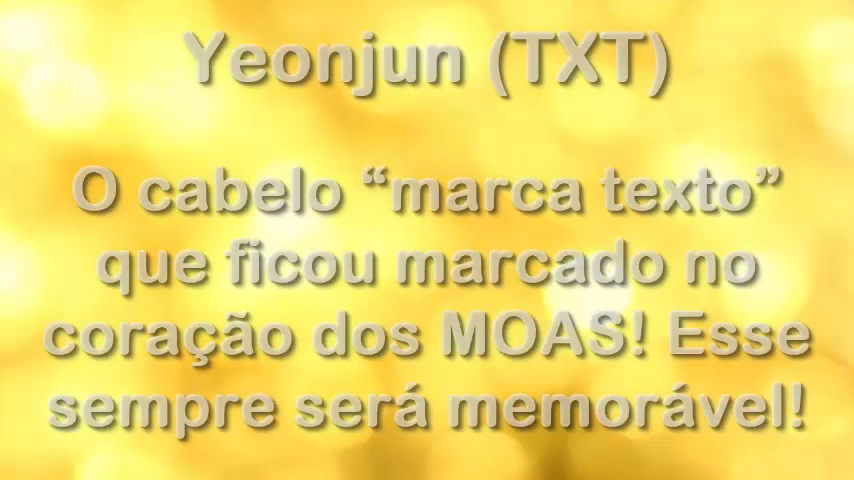 Yeonjun (TXT)
O cabelo “marca texto”
que ficou marcado no
coração dos MOAS! Esse
sempre será memorável!